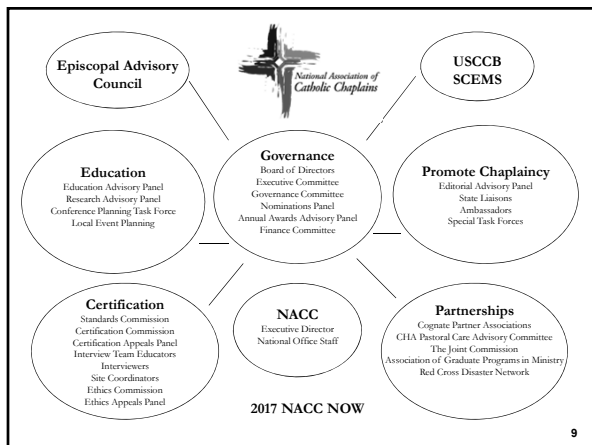 Episcopal Advisory
Council
National Association of
Catholic Chaplains
USCCB
SCEMS
Education
Education Advisory Panel
Research Advisory Panel
Conference Planning Task Force
Local Event Planning
Governance
Board of Directors
Executive Committee
Governance Committee
Nominations Panel
Annual Awards Advisory Panel
Finance Committee
Promote Chaplaincy
Editorial Advisory Panel
State Liaisons
Ambassadors
Special Task Forces
Certification
Standards Commission
Certification Commission
Certification Appeals Panel
Interview Team Educators
Interviewers
Site Coordinators
Ethics Commission
Ethics Appeals Panel
NACC
Executive Director
National Office Staff
Partnerships
Cognate Partner Associations
CHA Pastoral Care Advisory Committee
The Joint Commission
Association of Graduate Programs in Ministry
Red Cross Disaster Network
2017 NACC NOW
9